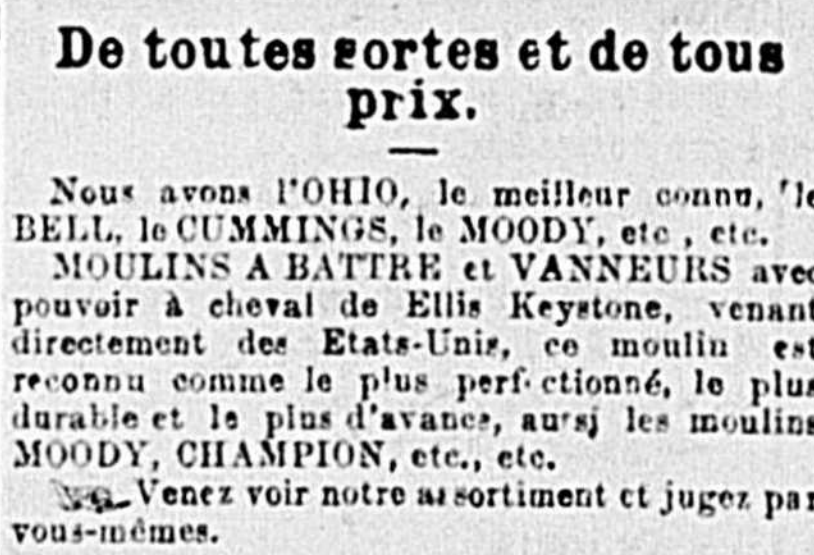 De toutes sortes et de tous
prix.
Nous avons l'OHIO, le meilleur connu, le
BELL, le CUMMINGS, le MOODY, etc , etc.
MOULINS A BATTRE et VANNEURS avec
pouvoir à cheval de Ellis Keystone, venant
directement des Etats-Unis, ce moulin est
reconnu comme le plus perfectionné, le plus
durable et le plus d'avance, aussi les moulins
MOODY, CHAMPION, etc., etc.
Venez voir notre assortiment et jugez par
vous-mêmes.